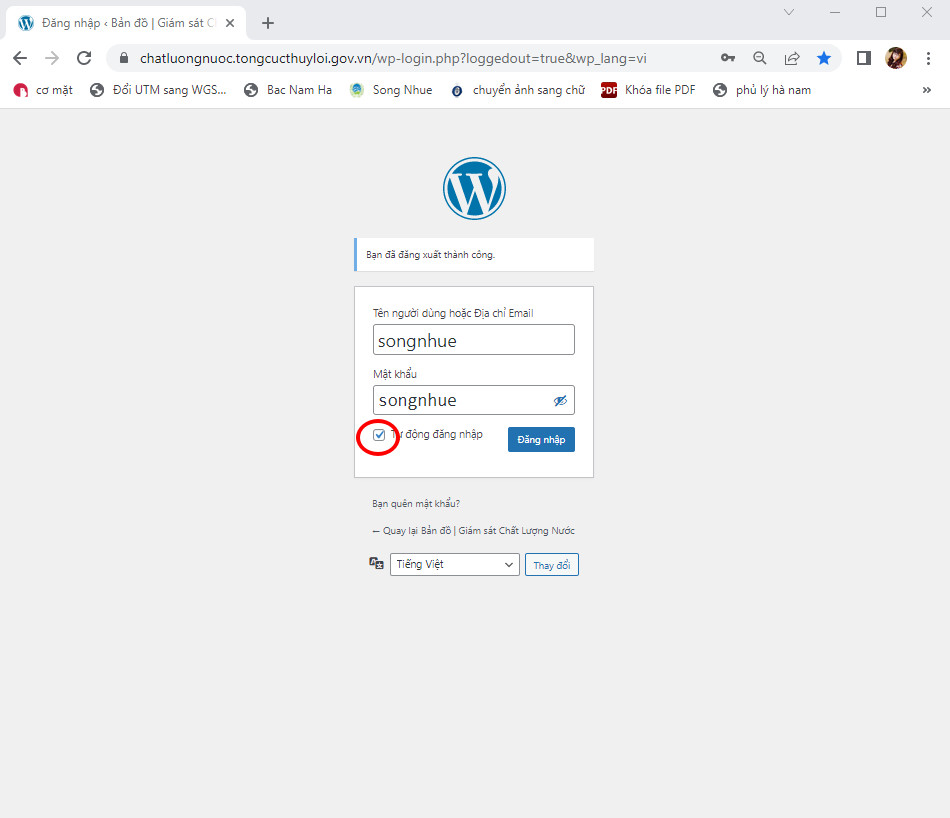 Đăng nhập ‹ Bản đồ | Giám sát C
chatluongnuoc.tongcucthuyloi.gov.vn/wp-login.php?loggedout=true&wp_lang=vi
cơ mật
Đổi UTM sang WGS...
Bac Nam Ha
Song Nhue
chuyển ảnh sang chữ
PDF
Khóa file PDF
phủ lý hà nam
»
Bạn đã đăng xuất thành công.
Tên người dùng hoặc Địa chỉ Email
songnhue
Mật khẩu
songnhue
Tự động đăng nhập
Đăng nhập
Bạn quên mật khẩu?
← Quay lại Bản đồ | Giám sát Chất Lượng Nước
Tiếng Việt
Thay đổi